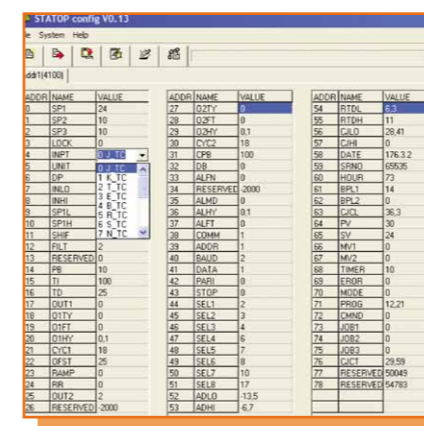 STATOP config V0.13
System Help
addr1(4100)
ADDR NAME VALUE ADDR NAME VALUE ADDR NAME VALUE
0 SP1 24 27 O2TY 0 54 RTDL 6,3
1 SP2 10 28 O2FT 0 55 RTDH 11
2 SP3 10 29 O2HY 0,1 56 CJLO 28,41
3 LOCK 0 30 CYC2 18 57 CJHI 0
4 INPT 0 J_TC 31 CPB 100 58 DATE 176.3.2
5 UNIT 0 J_TC 32 DB 0 59 SRNO 65535
6 DP 1 K_TC 33 ALFN 0 60 HOUR 73
7 INLO 2 T_TC 34 RESERVED -2000 61 BPL1 14
8 INHI 3 E_TC 35 ALMD 0 62 BPL2 0
9 SP1L 4 B_TC 36 ALHY 0,1 63 CJCL 36,3
10 SP1H 5 R_TC 37 ALFT 0 64 PV 30
11 SHIF 6 S_TC 38 COMM 1 65 SV 24
7 N_TC
12 FILT 2 39 ADDR 1 66 MV1 0
13 RESERVED 0 40 BAUD 2 67 MV2 0
14 PB 10 41 DATA 1 68 TIMER 10
15 TI 100 42 PARI 0 69 EROR 0
16 TD 25 43 STOP 0 70 MODE 0
17 OUT1 0 44 SEL1 2 71 PROG 12,21
18 O1TY 0 45 SEL2 3 72 CMND 0
19 O1FT 0 46 SEL3 4 73 JOB1 0
20 O1HY 0,1 47 SEL4 6 74 JOB2 0
21 CYC1 18 48 SEL5 7 75 JOB3 0
22 OFST 25 49 SEL6 8 76 CJCT 29,59
23 RAMP 0 50 SEL7 10 77 RESERVED 50049
24 RR 0 51 SEL8 17 78 RESERVED 54783
25 OUT2 2 52 ADLO -13,5
26 RESERVED -2000 53 ADHI -6,7